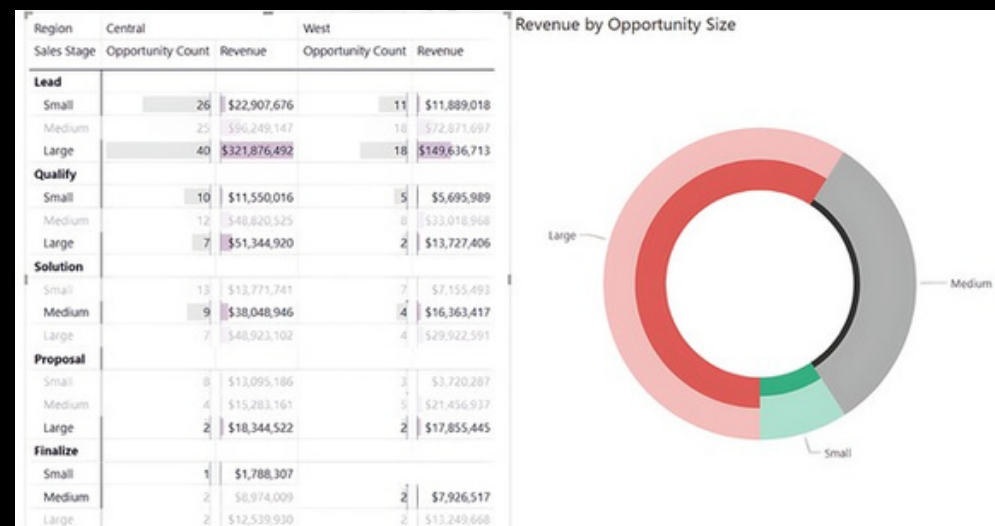 Region Central West
Sales Stage Opportunity Count Revenue Opportunity Count Revenue
Lead
Small 26 $22,907,676 11 $11,889,018
Medium 25 $96,249,147 18 $72,871,697
Large 40 $321,876,492 18 $149,636,713
Qualify
Small 10 $11,550,016 5 $5,695,989
Medium 12 $48,820,525 8 $33,018,968
Large 7 $51,344,920 2 $13,727,406
Solution
Small 13 $13,771,741 7 $7,155,493
Medium 9 $38,048,946 4 $16,363,417
Large 7 $48,923,102 4 $29,922,591
Proposal
Small 8 $13,095,186 3 $3,720,287
Medium 4 $15,283,161 5 $21,456,937
Large 2 $18,344,522 2 $17,855,445
Finalize
Small 1 $1,788,307
Medium 2 $8,974,009 2 $7,926,517
Large 2 $12,539,930 2 $13,249,668
Revenue by Opportunity Size
Large
Medium
Small